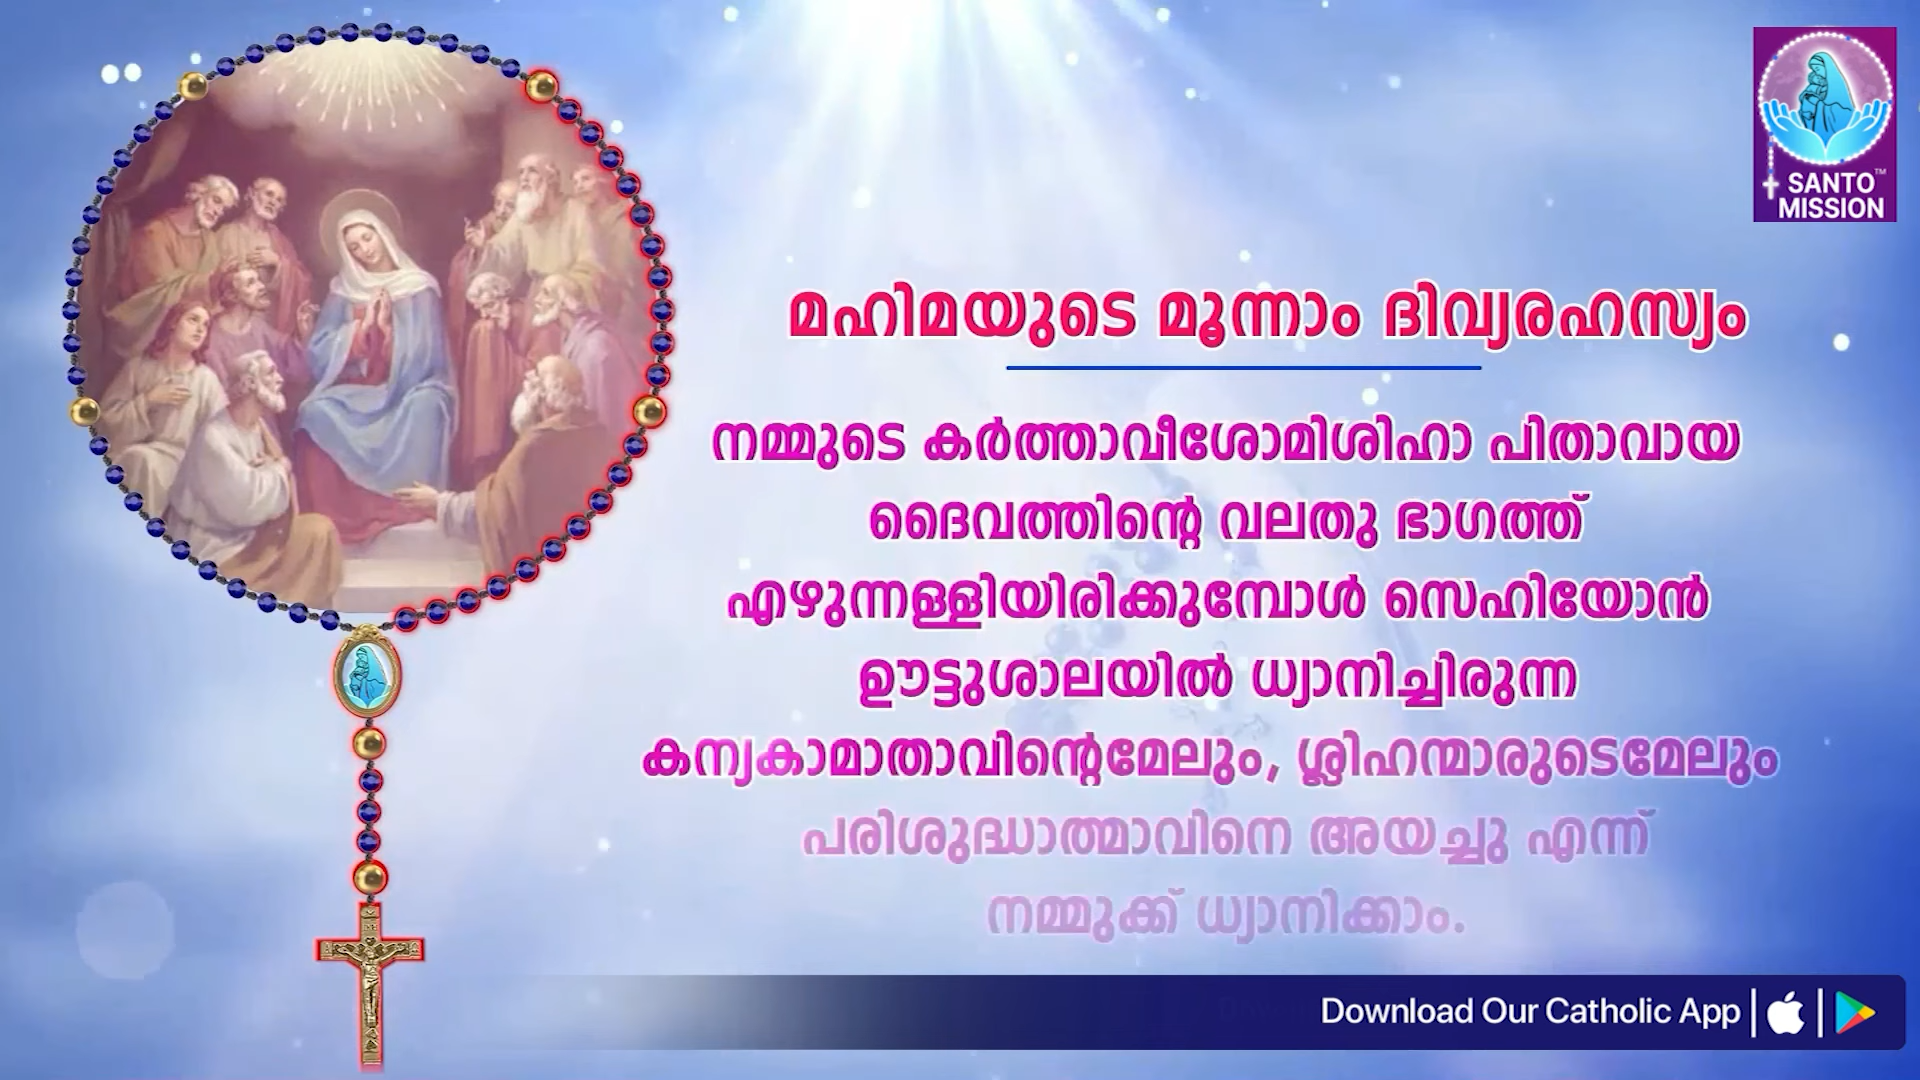 SANTO™
MISSION
മഹിമയുടെ മൂന്നാം ദിവ്യരഹസ്യം
നമ്മുടെ കർത്താവീശോമിശിഹാ പിതാവായ
ദൈവത്തിന്റെ വലതു ഭാഗത്ത്
എഴുന്നള്ളിയിരിക്കുമ്പോൾ സെഹിയോൻ
ഊട്ടുശാലയിൽ ധ്യാനിച്ചിരുന്ന
കന്യകാമാതാവിന്റെമേലും, ശ്ലിഹന്മാരുടെമേലും
പരിശുദ്ധാത്മാവിനെ അയച്ചു എന്ന്
നമ്മുക്ക് ധ്യാനിക്കാം.
Download Our Catholic App